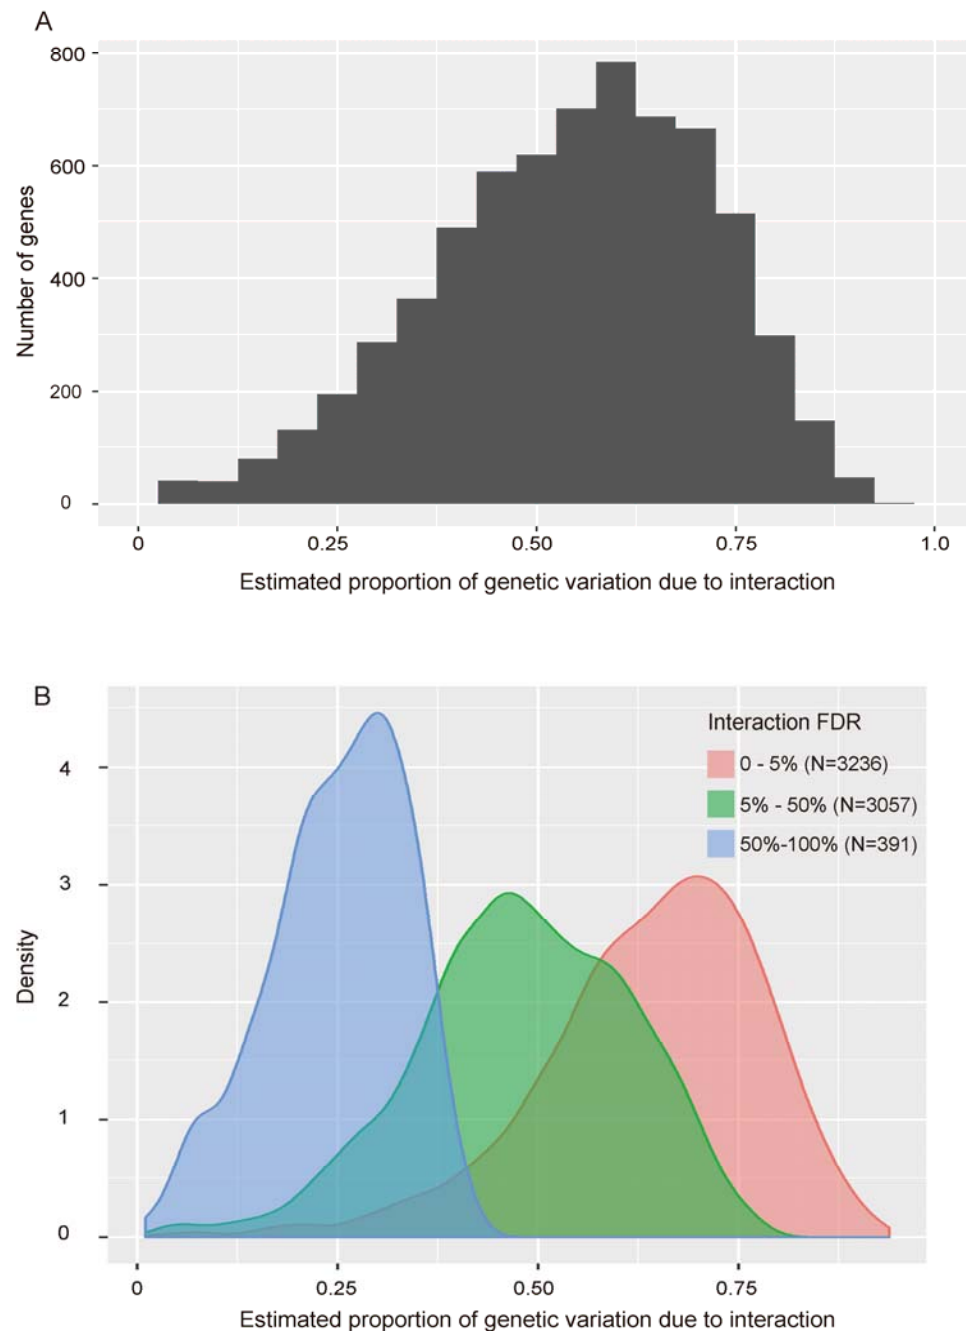 A
800
600
400
200
0
Number of genes
0 0.25 0.50 0.75 1.0
Estimated proportion of genetic variation due to interaction
B
Interaction FDR
0 - 5% (N=3236)
5% - 50% (N=3057)
50%-100% (N=391)
4
3
2
1
0
Density
0 0.25 0.50 0.75
Estimated proportion of genetic variation due to interaction